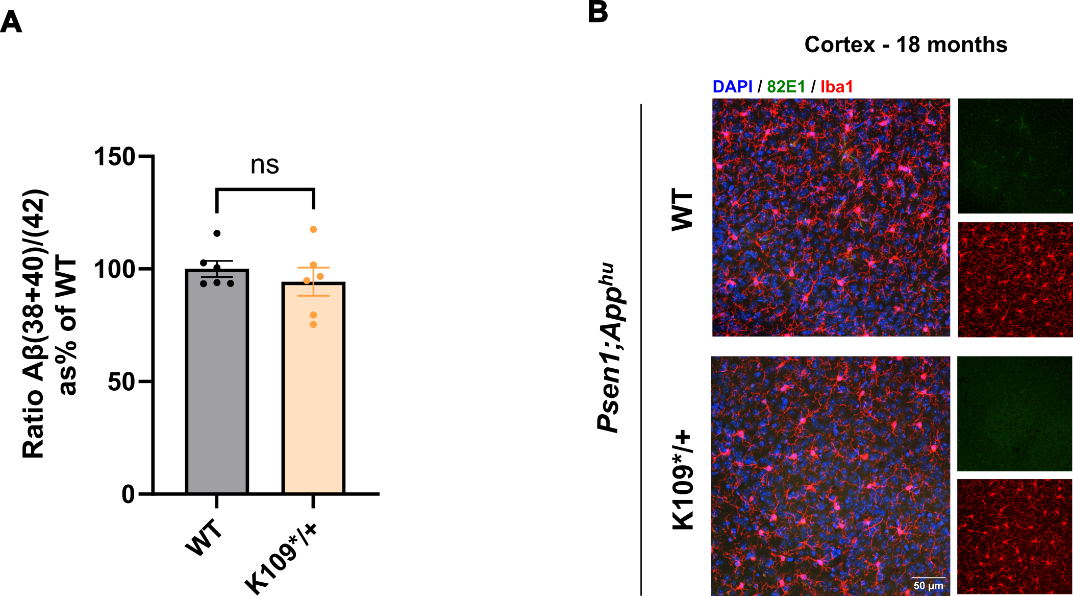 A
150
100
50
0
Ratio Aβ(38+40)/(42)
as% of WT
ns
WT
K109*/+
B
Cortex - 18 months
DAPI / 82E1 / Iba1
Psen1;App^hu
WT
K109*/+
50 µm